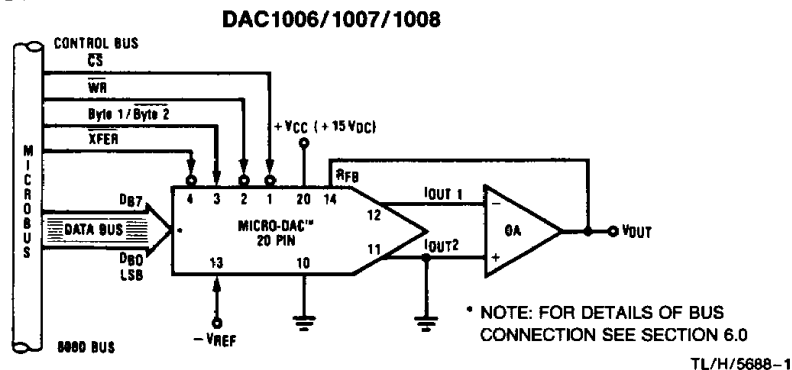 DAC1006/1007/1008
CONTROL BUS
CS
WR
Byte 1/Byte 2
XFER
+VCC (+15 VDC)
MICROBUS
4 3 2 1 20 14
RFB
IOUT 1
DB7
DATA BUS
DB0
LSB
*
MICRO-DAC™
20 PIN
12
11
13
10
IOUT2
−
OA
+
VOUT
−VREF
8080 BUS
* NOTE: FOR DETAILS OF BUS
CONNECTION SEE SECTION 6.0
TL/H/5688–1